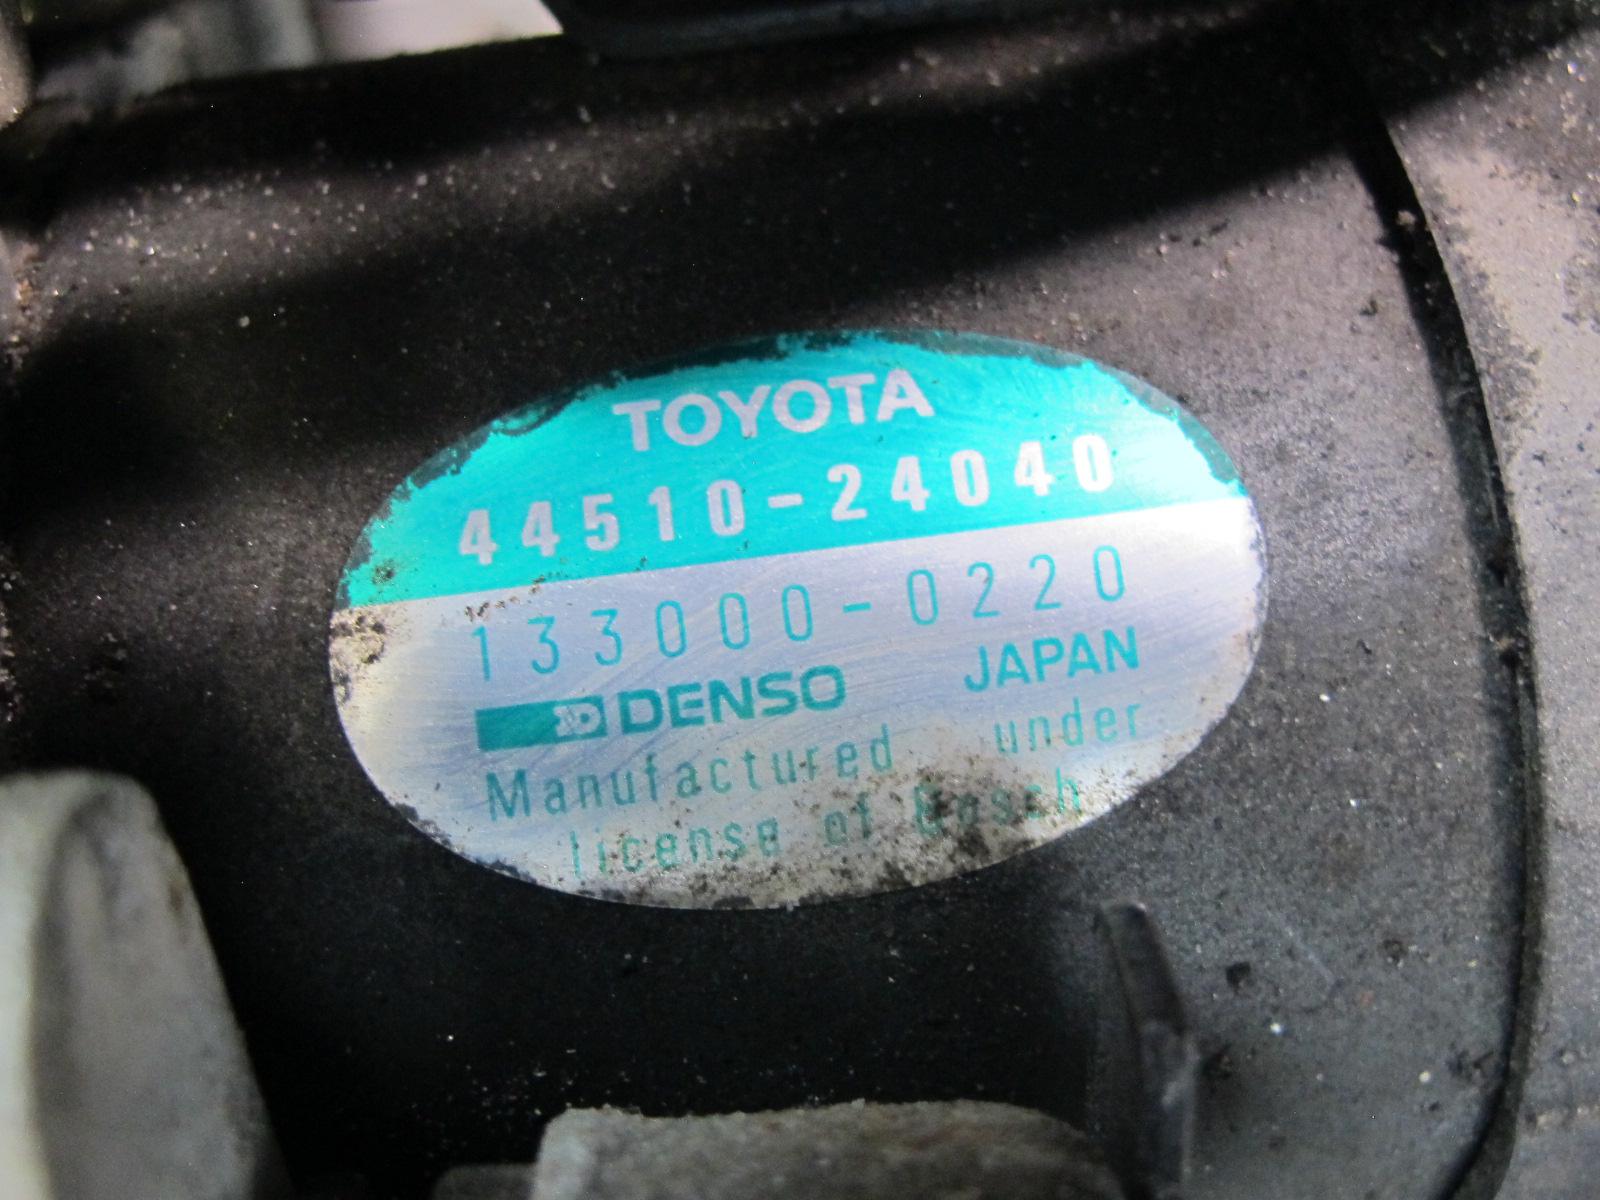 TOYOTA
44510-24040
133000-0220
DENSO JAPAN
Manufactured under
license of Bosch